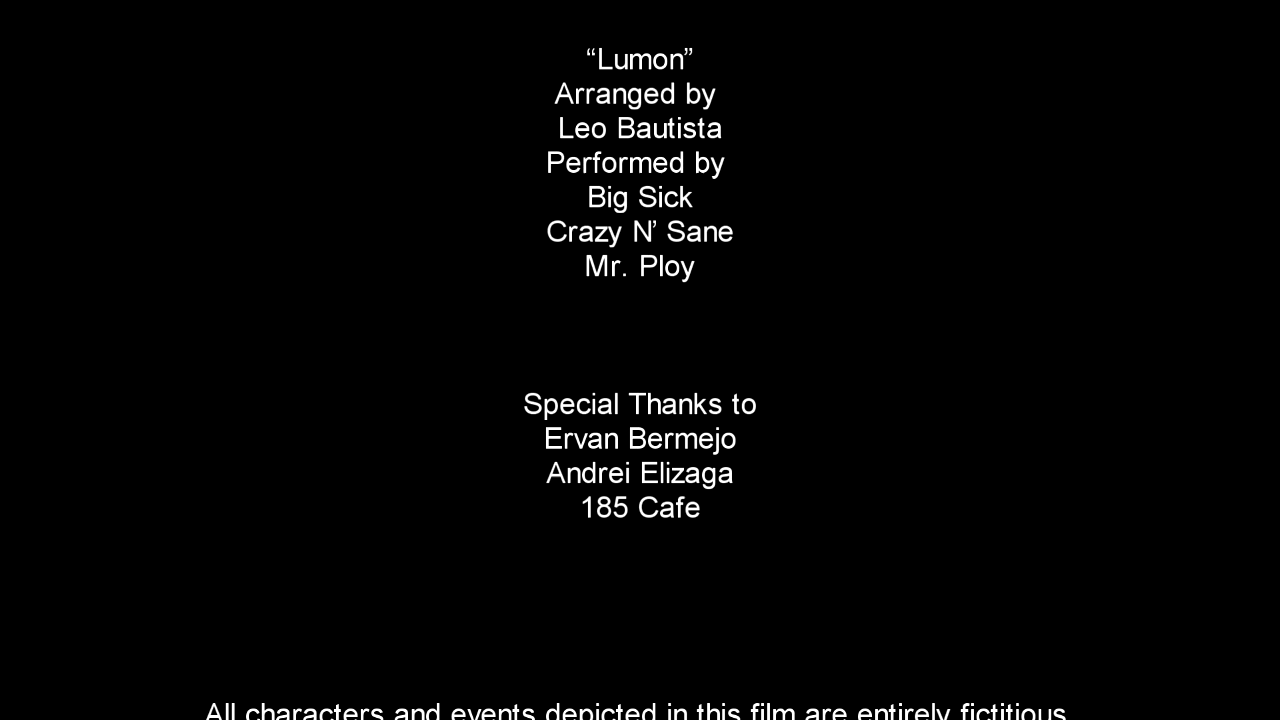 “Lumon”
Arranged by
Leo Bautista
Performed by
Big Sick
Crazy N’ Sane
Mr. Ploy
Special Thanks to
Ervan Bermejo
Andrei Elizaga
185 Cafe
All characters and events depicted in this film are entirely fictitious